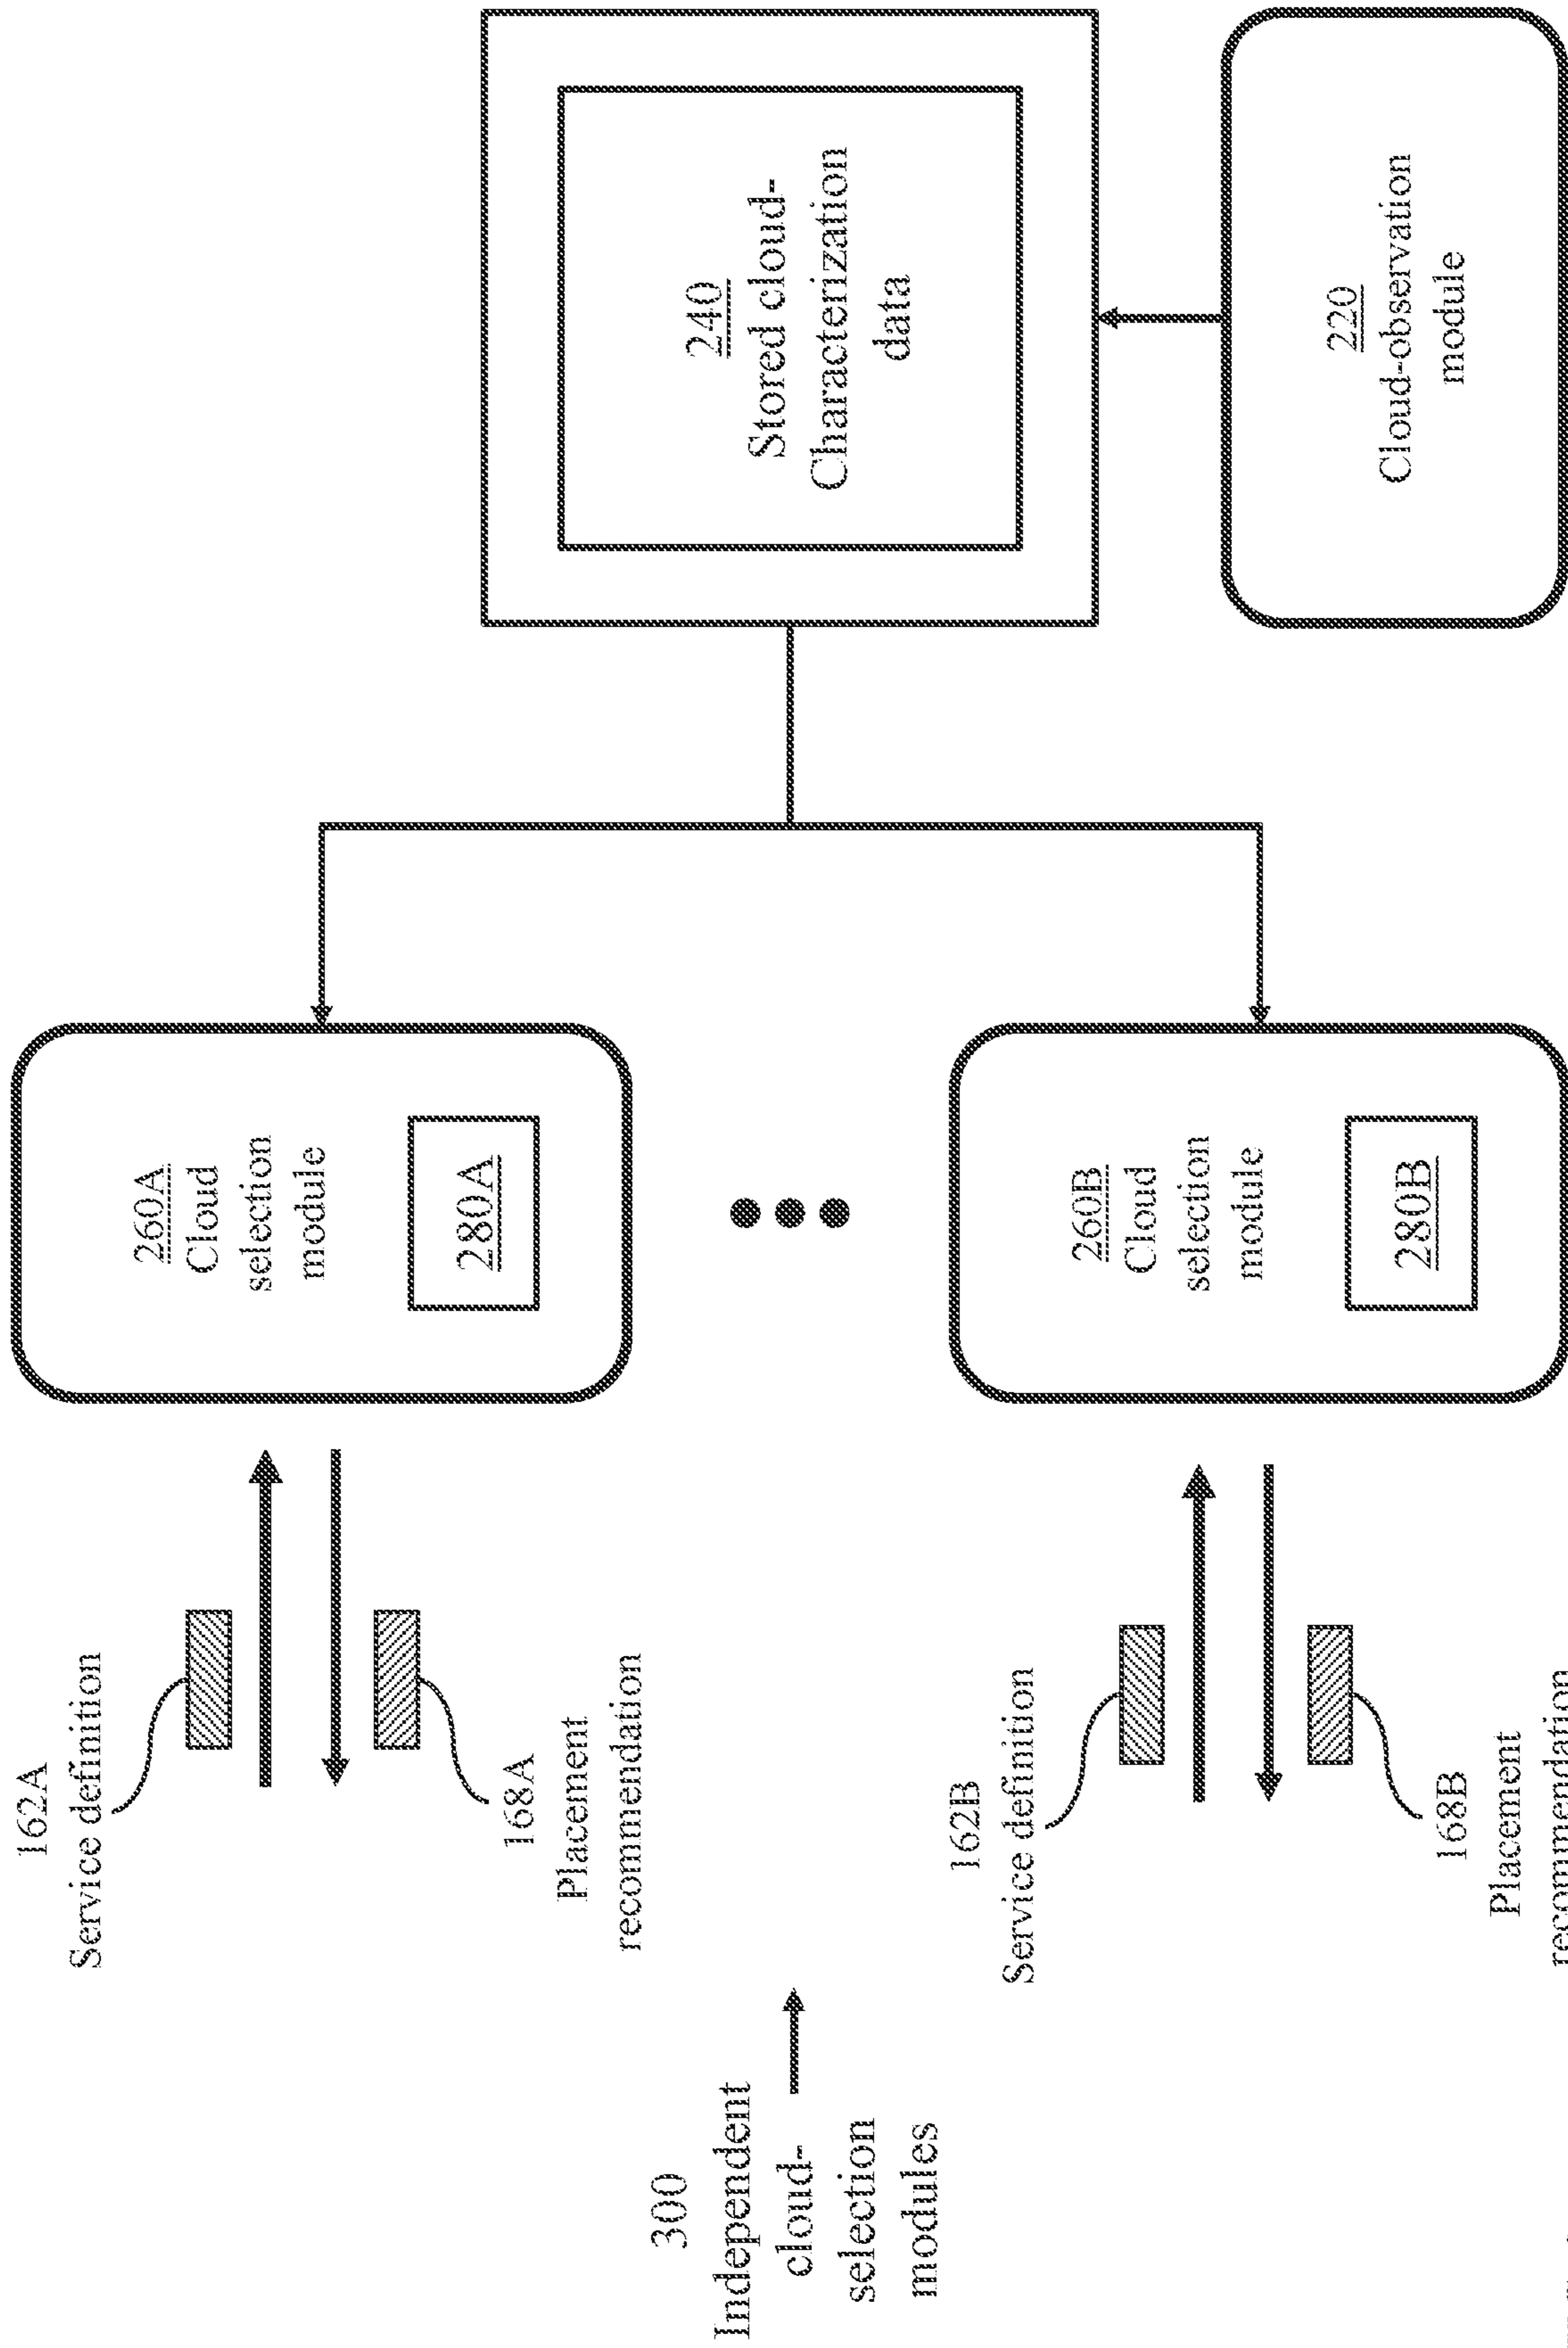 162A
Service definition
168A
Placement
recommendation
260A
Cloud
selection
module
280A
240
Stored cloud-
Characterization
data
220
Cloud-observation
module
300
Independent
cloud-
selection
modules
162B
Service definition
168B
Placement
recommendation
260B
Cloud
selection
module
280B